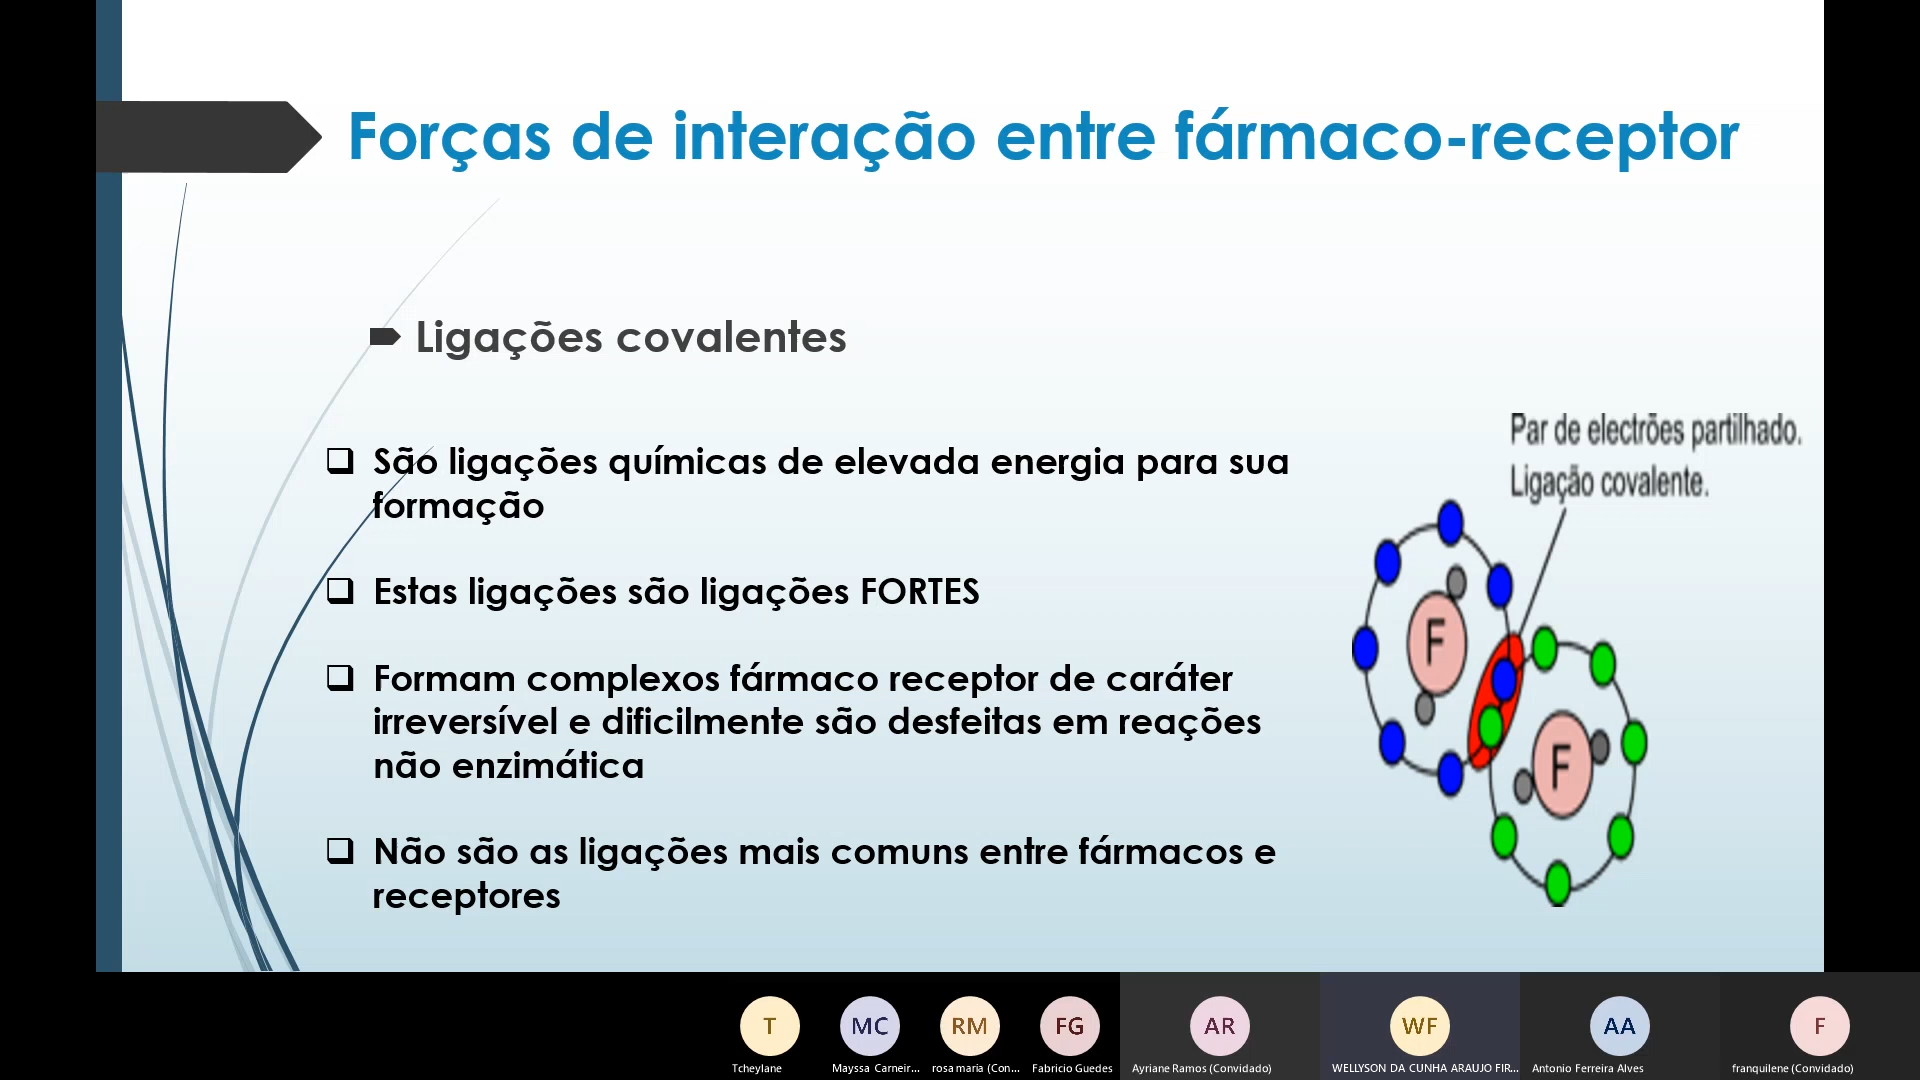 Forças de interação entre fármaco-receptor
Ligações covalentes
São ligações químicas de elevada energia para sua
formação
Estas ligações são ligações FORTES
Formam complexos fármaco receptor de caráter
irreversível e dificilmente são desfeitas em reações
não enzimática
Não são as ligações mais comuns entre fármacos e
receptores
Par de electrões partilhado.
Ligação covalente.
F
F
T
MC
RM
FG
AR
WF
AA
F
Tcheylane
Mayssa Carneir...
rosa maria (Con...
Fabricio Guedes
Ayriane Ramos (Convidado)
WELLYSON DA CUNHA ARAUJO FIR...
Antonio Ferreira Alves
franquilene (Convidado)